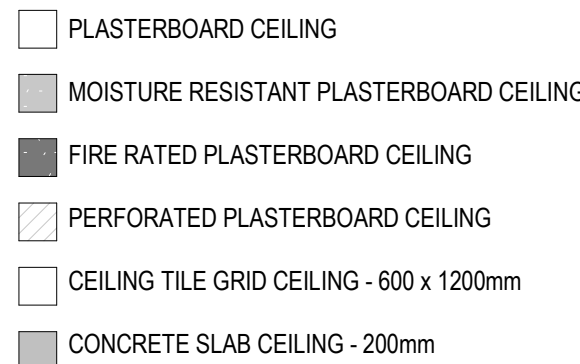 PLASTERBOARD CEILING
MOISTURE RESISTANT PLASTERBOARD CEILING
FIRE RATED PLASTERBOARD CEILING
PERFORATED PLASTERBOARD CEILING
CEILING TILE GRID CEILING - 600 x 1200mm
CONCRETE SLAB CEILING - 200mm